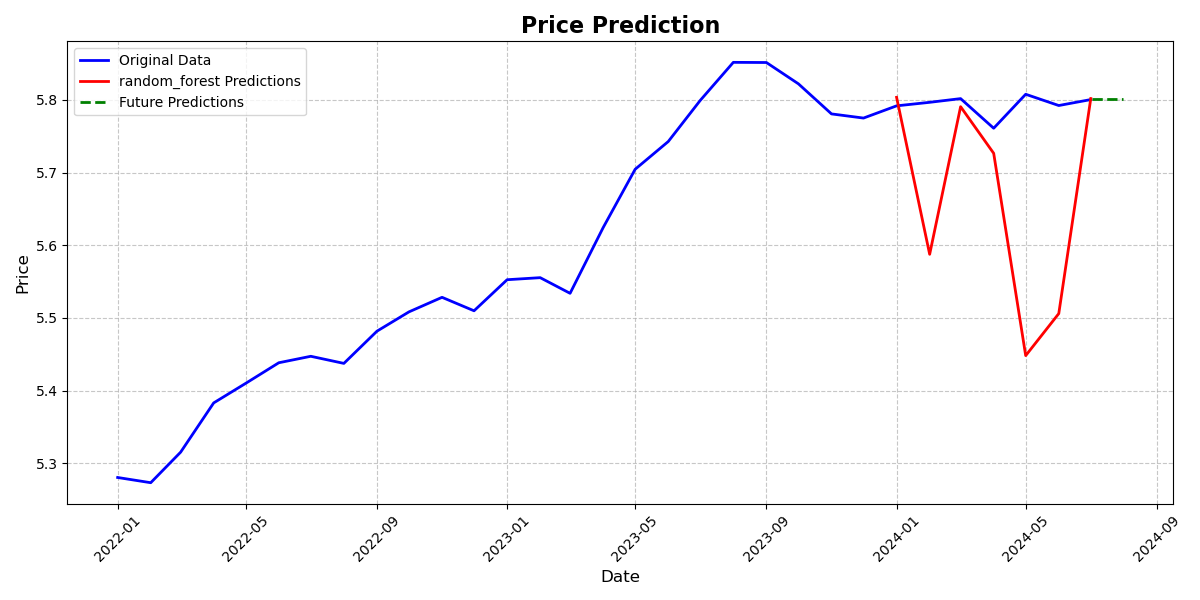 Price Prediction
Original Data
random_forest Predictions
Future Predictions
Price
5.8
5.7
5.6
5.5
5.4
5.3
2022-01
2022-05
2022-09
2023-01
2023-05
2023-09
2024-01
2024-05
2024-09
Date